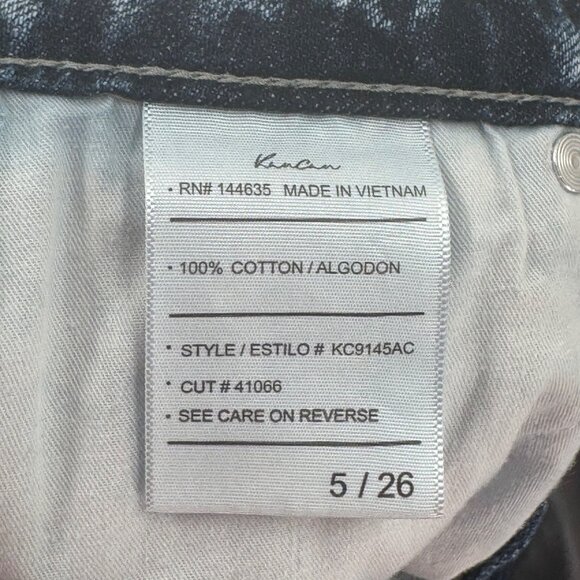 KanCan
• RN# 144635 MADE IN VIETNAM
• 100% COTTON / ALGODON
• STYLE / ESTILO # KC9145AC
• CUT # 41066
• SEE CARE ON REVERSE
5 / 26